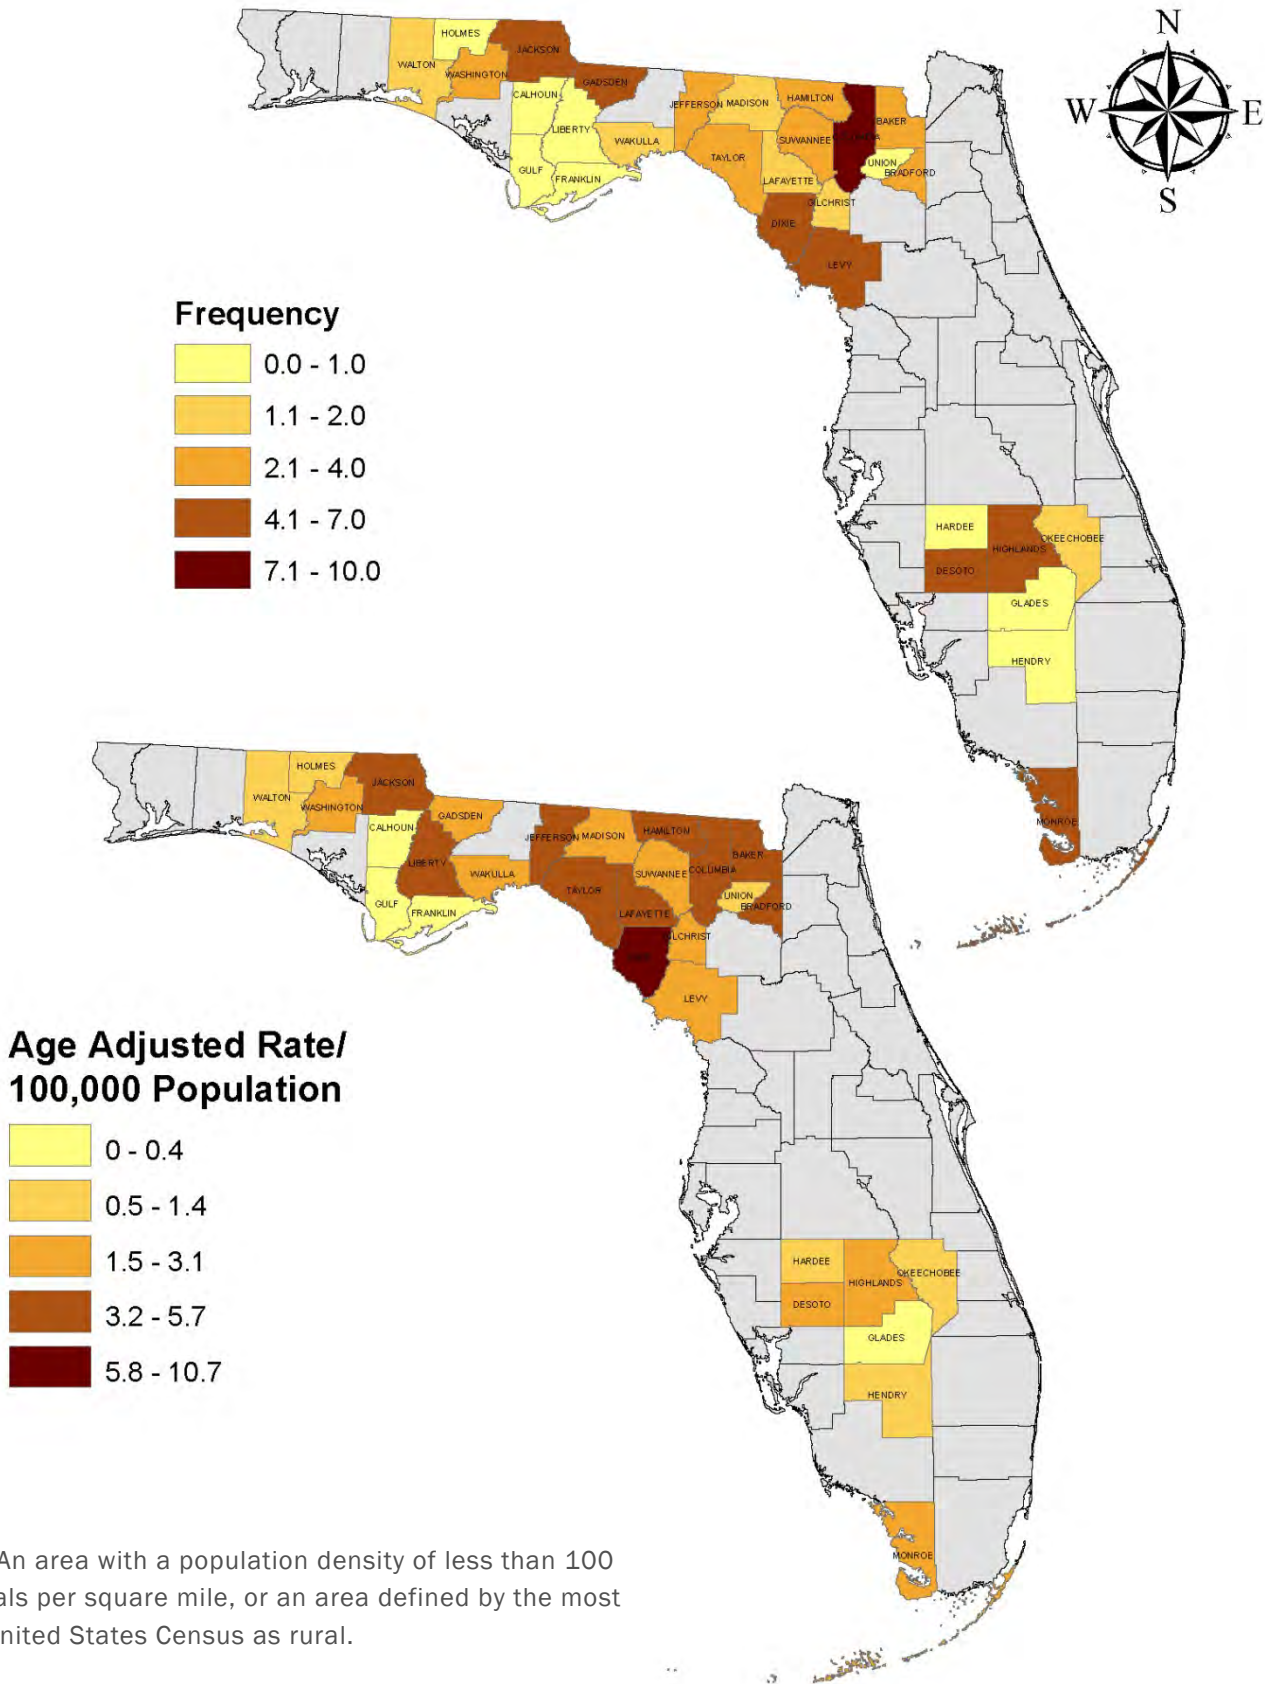 N
W
E
S
HOLMES
JACKSON
WALTON
WASHINGTON
GADSDEN
CALHOUN
LIBERTY
WAKULLA
GULF
FRANKLIN
JEFFERSON
MADISON
HAMILTON
BAKER
SUWANNEE
TAYLOR
UNION
BRADFORD
LAFAYETTE
GILCHRIST
DIXIE
LEVY
Frequency
0.0 - 1.0
1.1 - 2.0
2.1 - 4.0
4.1 - 7.0
7.1 - 10.0
HARDEE
OKEECHOBEE
HIGHLANDS
DESOTO
GLADES
HENDRY
MONROE
HOLMES
JACKSON
WALTON
WASHINGTON
GADSDEN
CALHOUN
LIBERTY
WAKULLA
GULF
FRANKLIN
JEFFERSON
MADISON
HAMILTON
BAKER
COLUMBIA
SUWANNEE
TAYLOR
UNION
BRADFORD
LAFAYETTE
LCHRIST
LEVY
Age Adjusted Rate/
100,000 Population
0 - 0.4
0.5 - 1.4
1.5 - 3.1
3.2 - 5.7
5.8 - 10.7
HARDEE
OKEECHOBEE
HIGHLANDS
DESOTO
GLADES
HENDRY
MONROE
An area with a population density of less than 100
als per square mile, or an area defined by the most
nited States Census as rural.